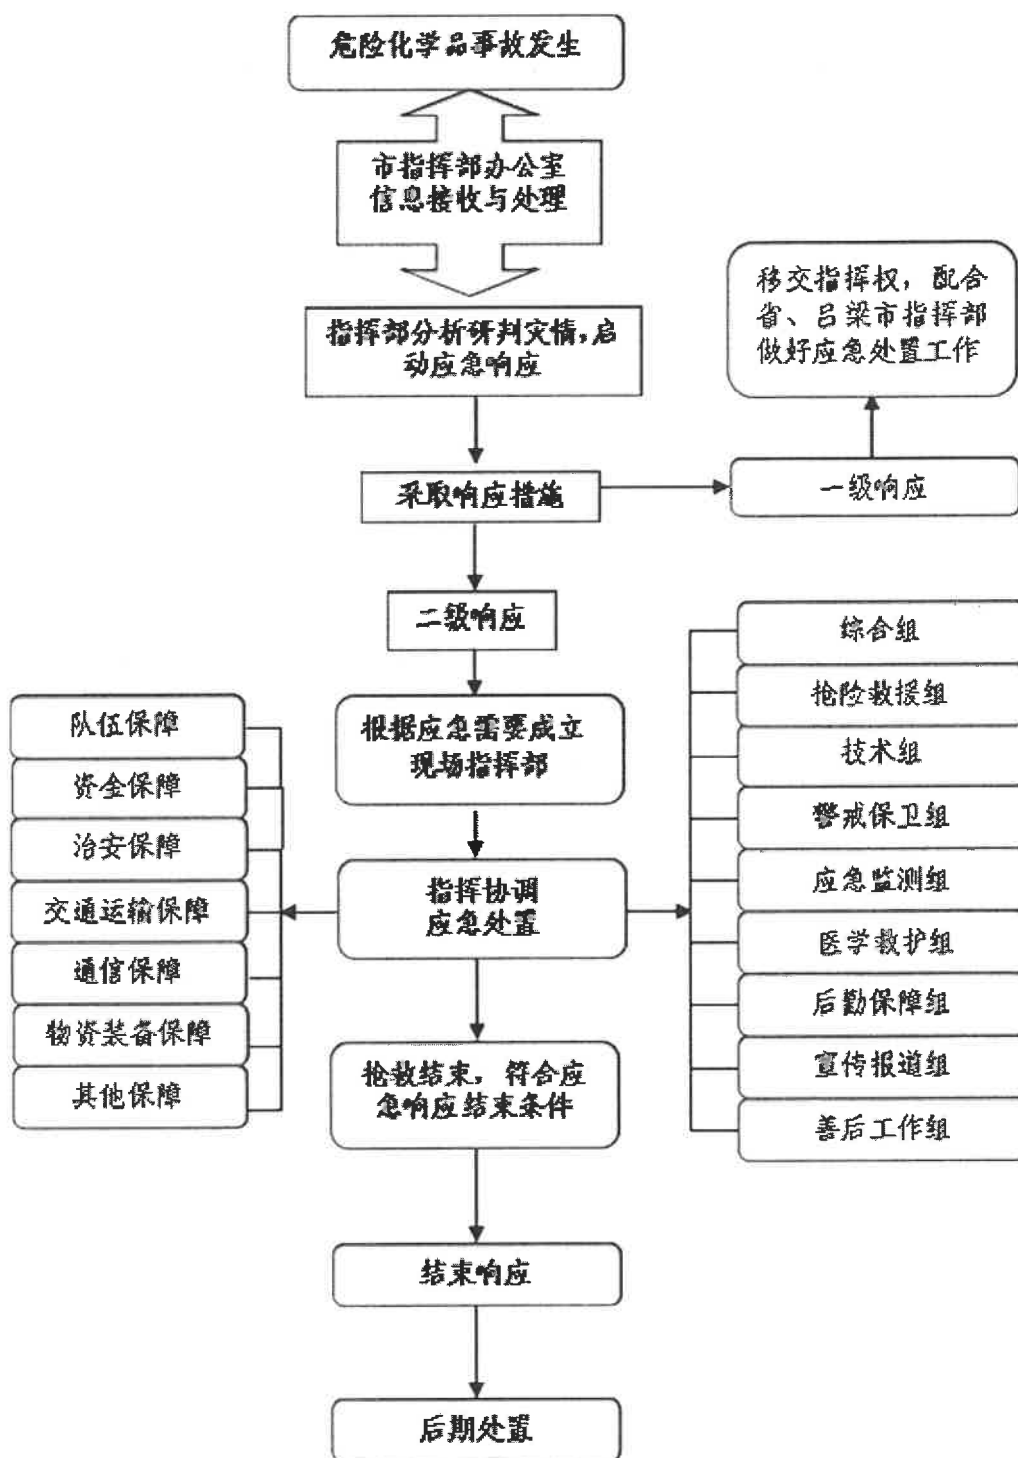 危险化学品事故发生
市指挥部办公室
信息接收与处理
指挥部分析研判灾情，启
动应急响应
移交指挥权，配合
省、吕梁市指挥部
做好应急处置工作
采取响应措施
一级响应
二级响应
根据应急需要成立
现场指挥部
指挥协调
应急处置
队伍保障
资金保障
治安保障
交通运输保障
通信保障
物资装备保障
其他保障
综合组
抢险救援组
技术组
警戒保卫组
应急监测组
医学救护组
后勤保障组
宣传报道组
善后工作组
抢救结束，符合应
急响应结束条件
结束响应
后期处置